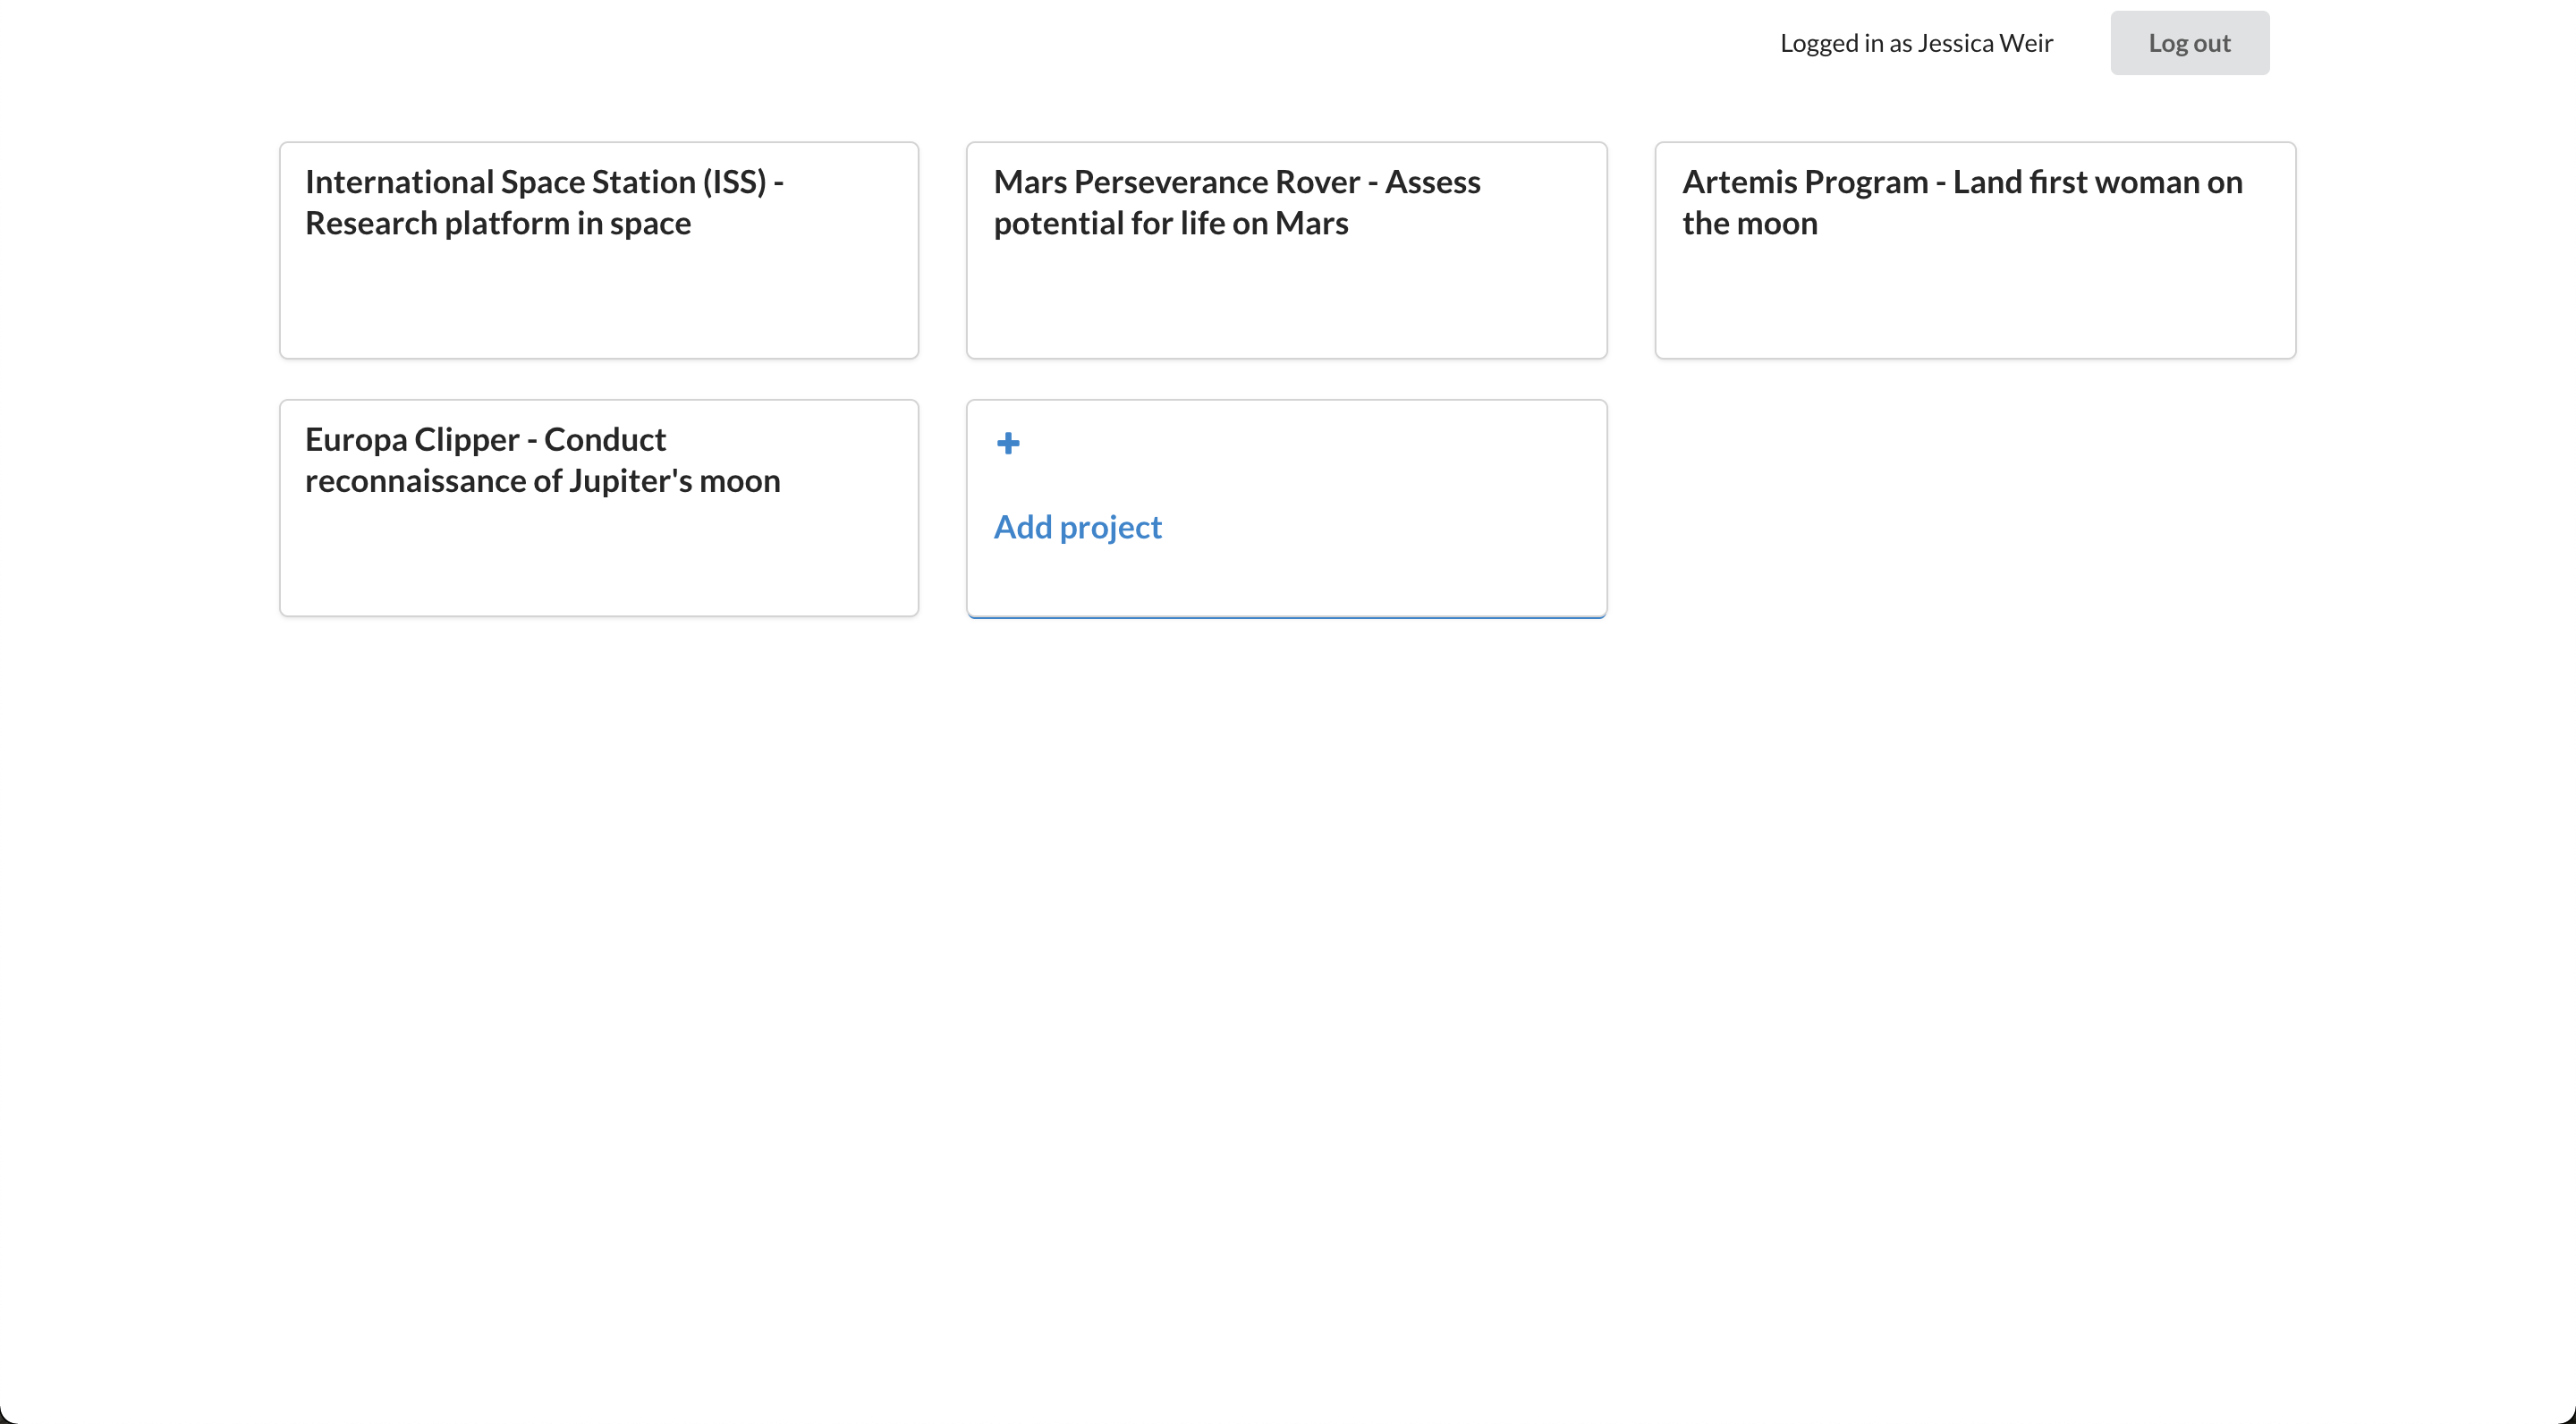 Logged in as Jessica Weir
Log out
International Space Station (ISS) -
Research platform in space
Mars Perseverance Rover - Assess
potential for life on Mars
Artemis Program - Land first woman on
the moon
Europa Clipper - Conduct
reconnaissance of Jupiter's moon
Add project